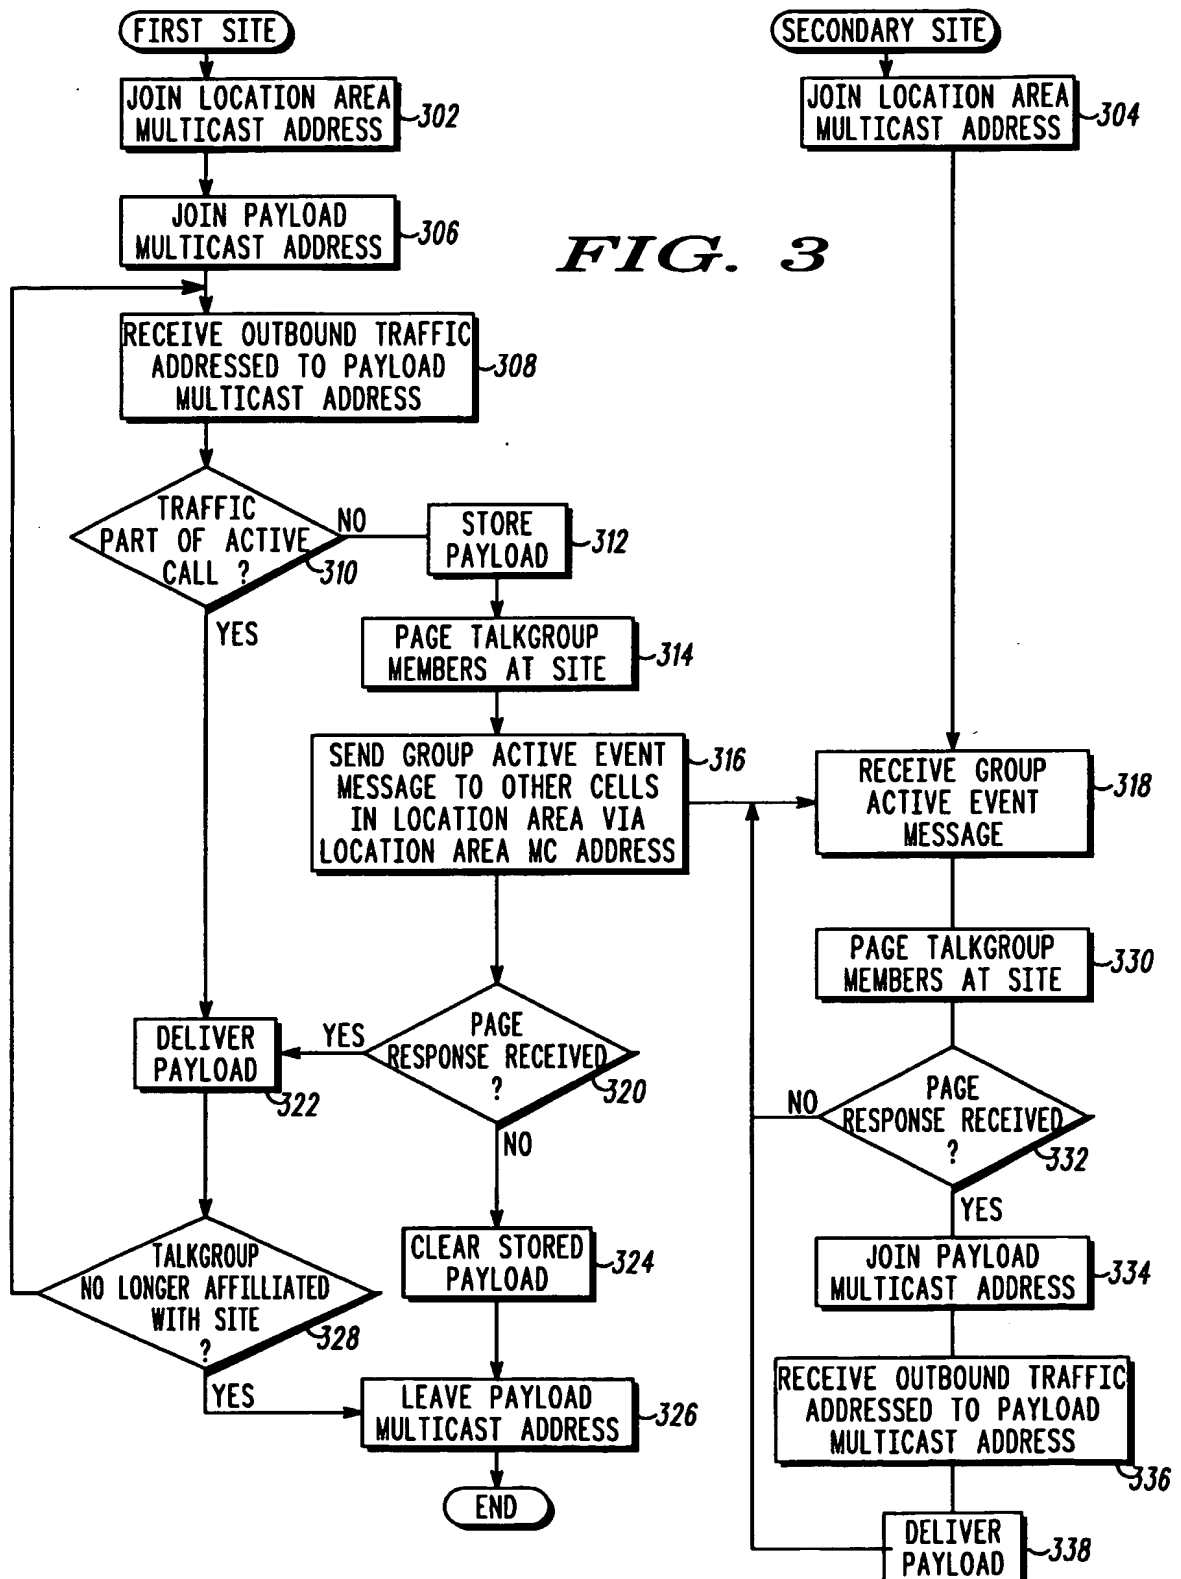 FIRST SITE
JOIN LOCATION AREA
MULTICAST ADDRESS
302
JOIN PAYLOAD
MULTICAST ADDRESS
306
RECEIVE OUTBOUND TRAFFIC
ADDRESSED TO PAYLOAD
MULTICAST ADDRESS
308
TRAFFIC
PART OF ACTIVE
CALL ?
310
NO
YES
STORE
PAYLOAD
312
PAGE TALKGROUP
MEMBERS AT SITE
314
SEND GROUP ACTIVE EVENT
MESSAGE TO OTHER CELLS
IN LOCATION AREA VIA
LOCATION AREA MC ADDRESS
316
PAGE
RESPONSE RECEIVED
?
320
YES
NO
DELIVER
PAYLOAD
322
CLEAR STORED
PAYLOAD
324
TALKGROUP
NO LONGER AFFILLIATED
WITH SITE
?
328
YES
LEAVE PAYLOAD
MULTICAST ADDRESS
326
END
FIG. 3
SECONDARY SITE
JOIN LOCATION AREA
MULTICAST ADDRESS
304
RECEIVE GROUP
ACTIVE EVENT
MESSAGE
318
PAGE TALKGROUP
MEMBERS AT SITE
330
PAGE
RESPONSE RECEIVED
?
332
NO
YES
JOIN PAYLOAD
MULTICAST ADDRESS
334
RECEIVE OUTBOUND TRAFFIC
ADDRESSED TO PAYLOAD
MULTICAST ADDRESS
336
DELIVER
PAYLOAD
338